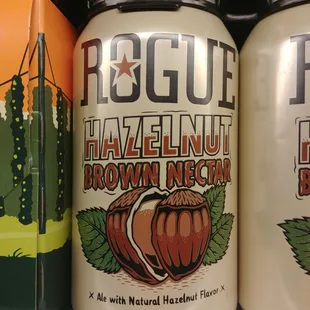 ROGUE
HAZELNUT
BROWN NECTAR
x Ale with Natural Hazelnut Flavor x